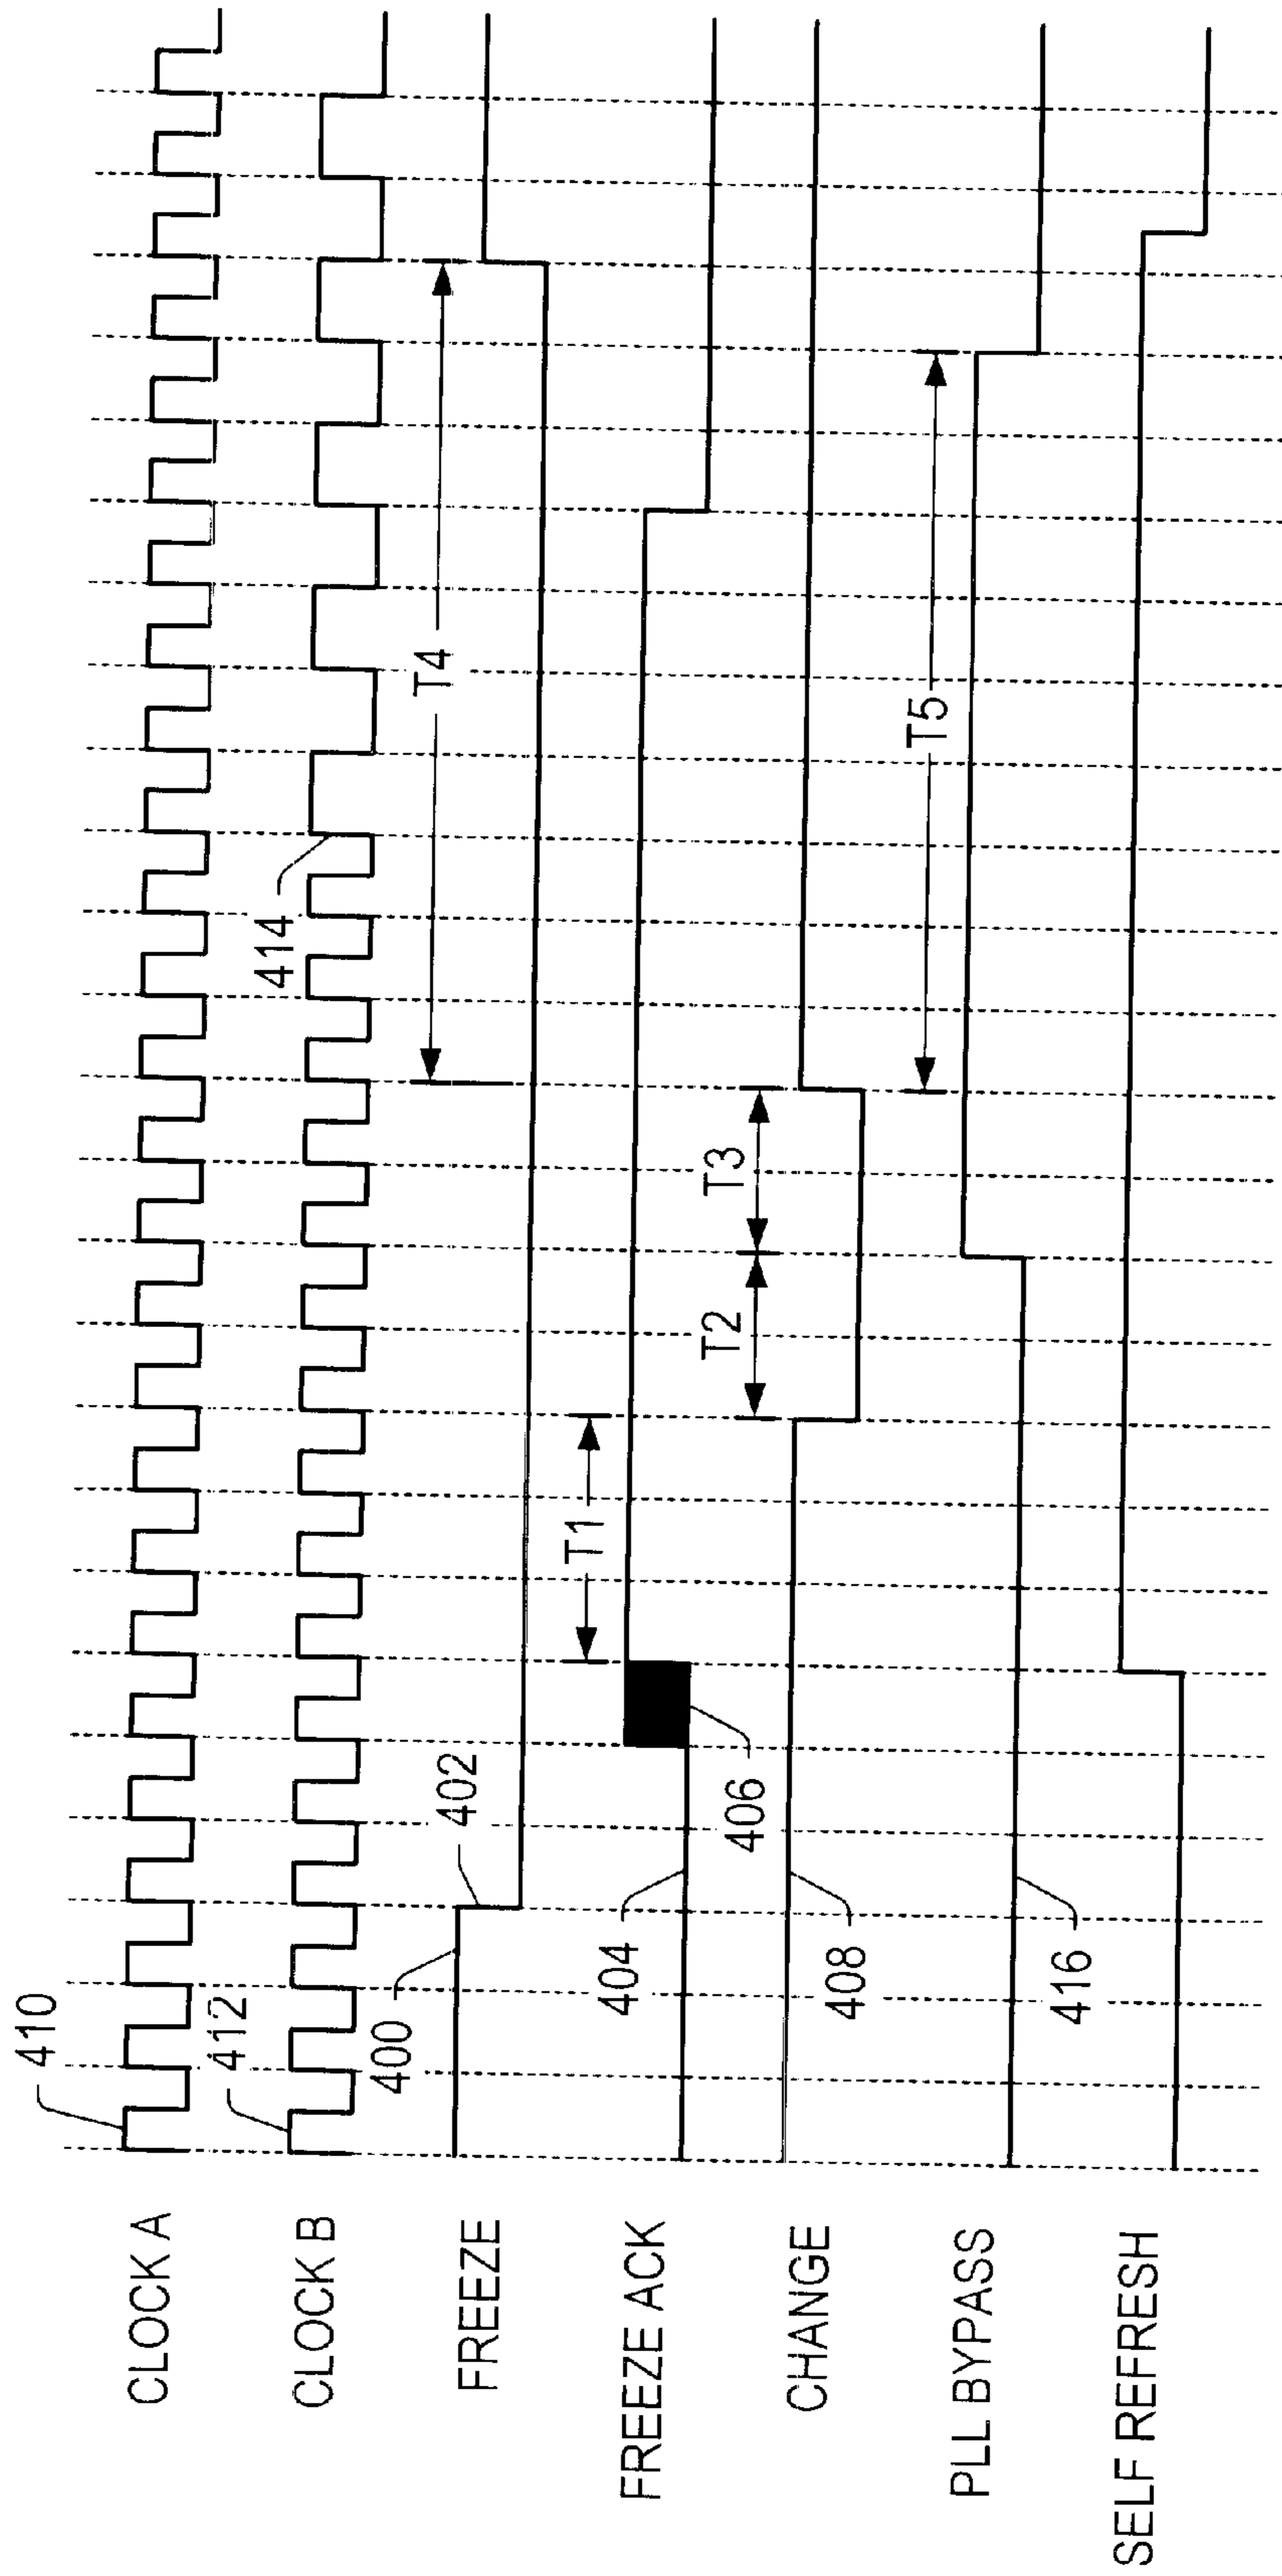 CLOCK A
410
CLOCK B
412
414
FREEZE
400
402
T4
FREEZE ACK
404
406
T1
CHANGE
408
T2
T3
PLL BYPASS
416
T5
SELF REFRESH